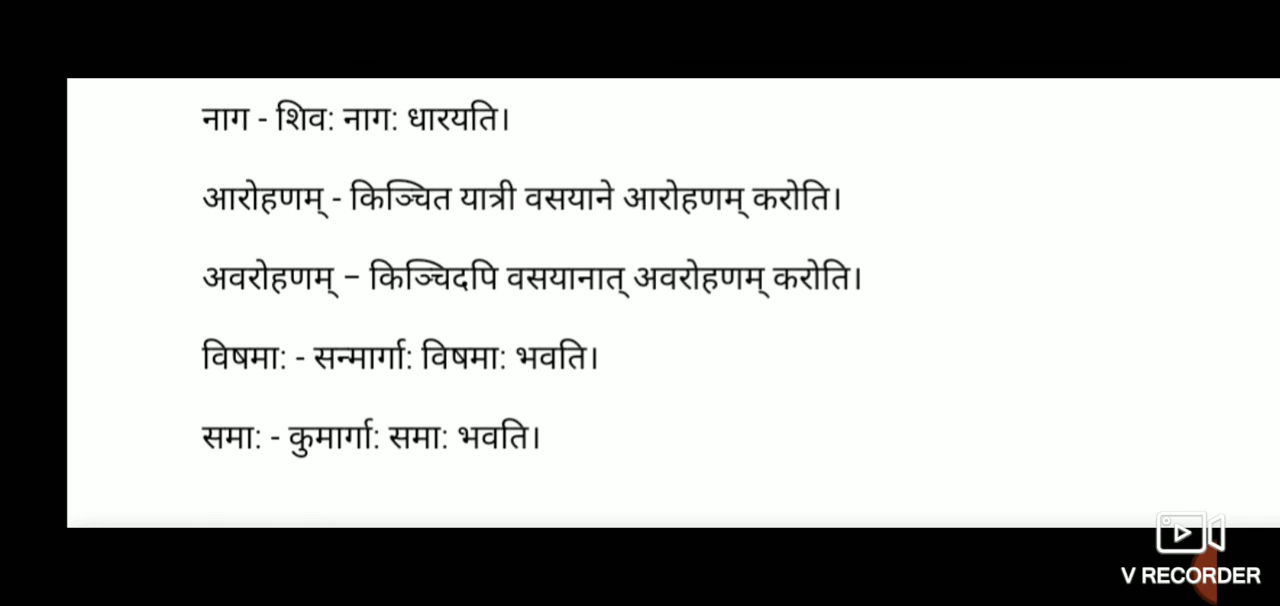 नाग - शिव: नाग: धारयति।
आरोहणम् - किञ्चित यात्री वसयाने आरोहणम् करोति।
अवरोहणम् – किञ्चिदपि वसयानात् अवरोहणम् करोति।
विषमा: - सन्मार्गा: विषमा: भवति।
समा: - कुमार्गा: समा: भवति।
V RECORDER